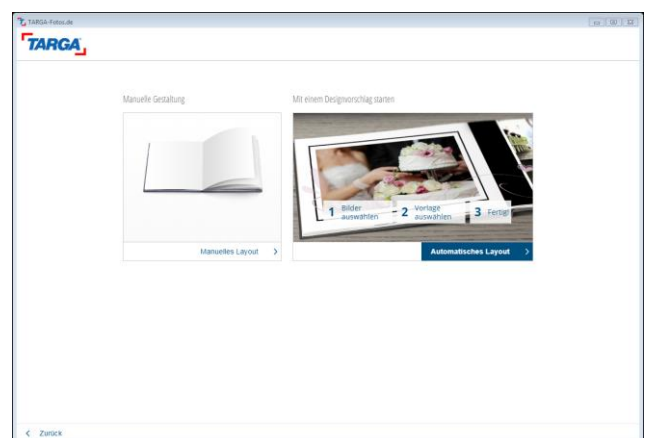 TARGA-Fotos.de
TARGA
Manuelle Gestaltung
Mit einem Designvorschlag starten
1 Bilder auswählen
2 Vorlage auswählen
3 Fertig!
Manuelles Layout >
Automatisches Layout >
< Zurück